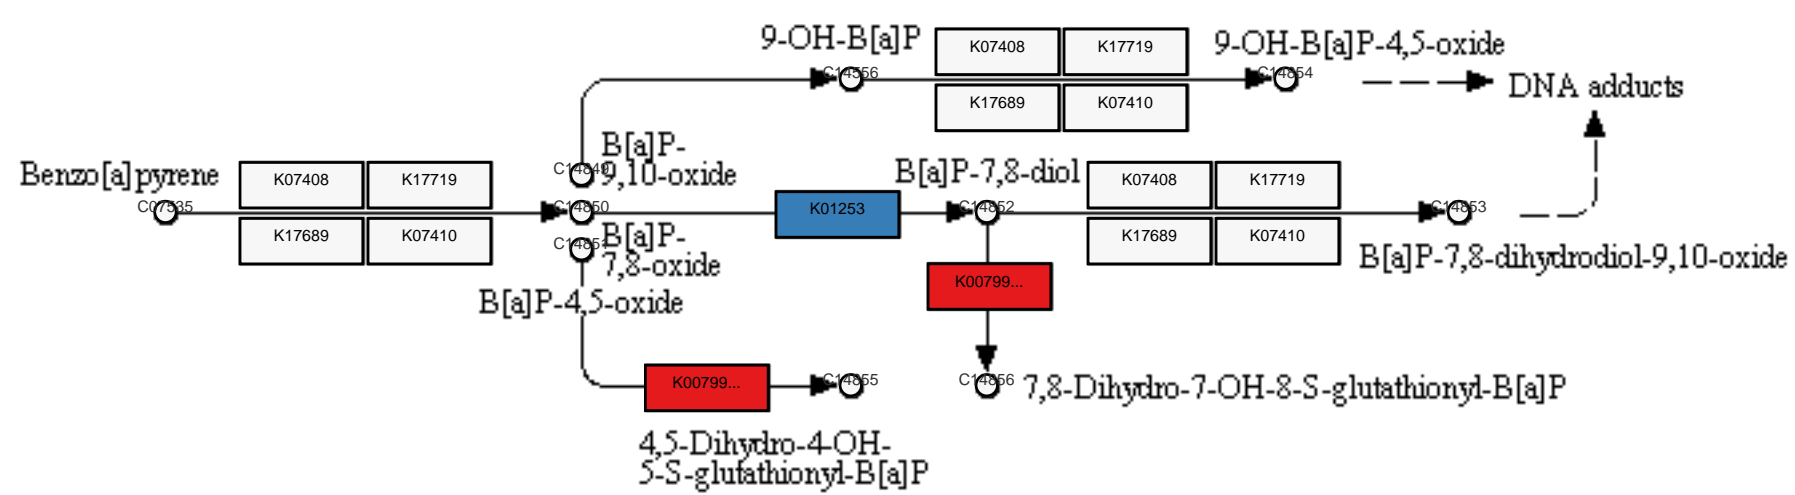 9-OH-B[a]P
K07408
K17719
9-OH-B[a]P-4,5-oxide
C14556
C14854
DNA adducts
K17689
K07410
B[a]P-
9,10-oxide
C14849
Benzo[a]pyrene
K07408
K17719
B[a]P-7,8-diol
K07408
K17719
C07535
C14850
K01253
C14852
C14853
K17689
K07410
C14851
B[a]P-
7,8-oxide
K17689
K07410
B[a]P-7,8-dihydrodiol-9,10-oxide
B[a]P-4,5-oxide
K00799...
K00799...
C14855
C14856
7,8-Dihydro-7-OH-8-S-glutathionyl-B[a]P
4,5-Dihydro-4-OH-
5-S-glutathionyl-B[a]P